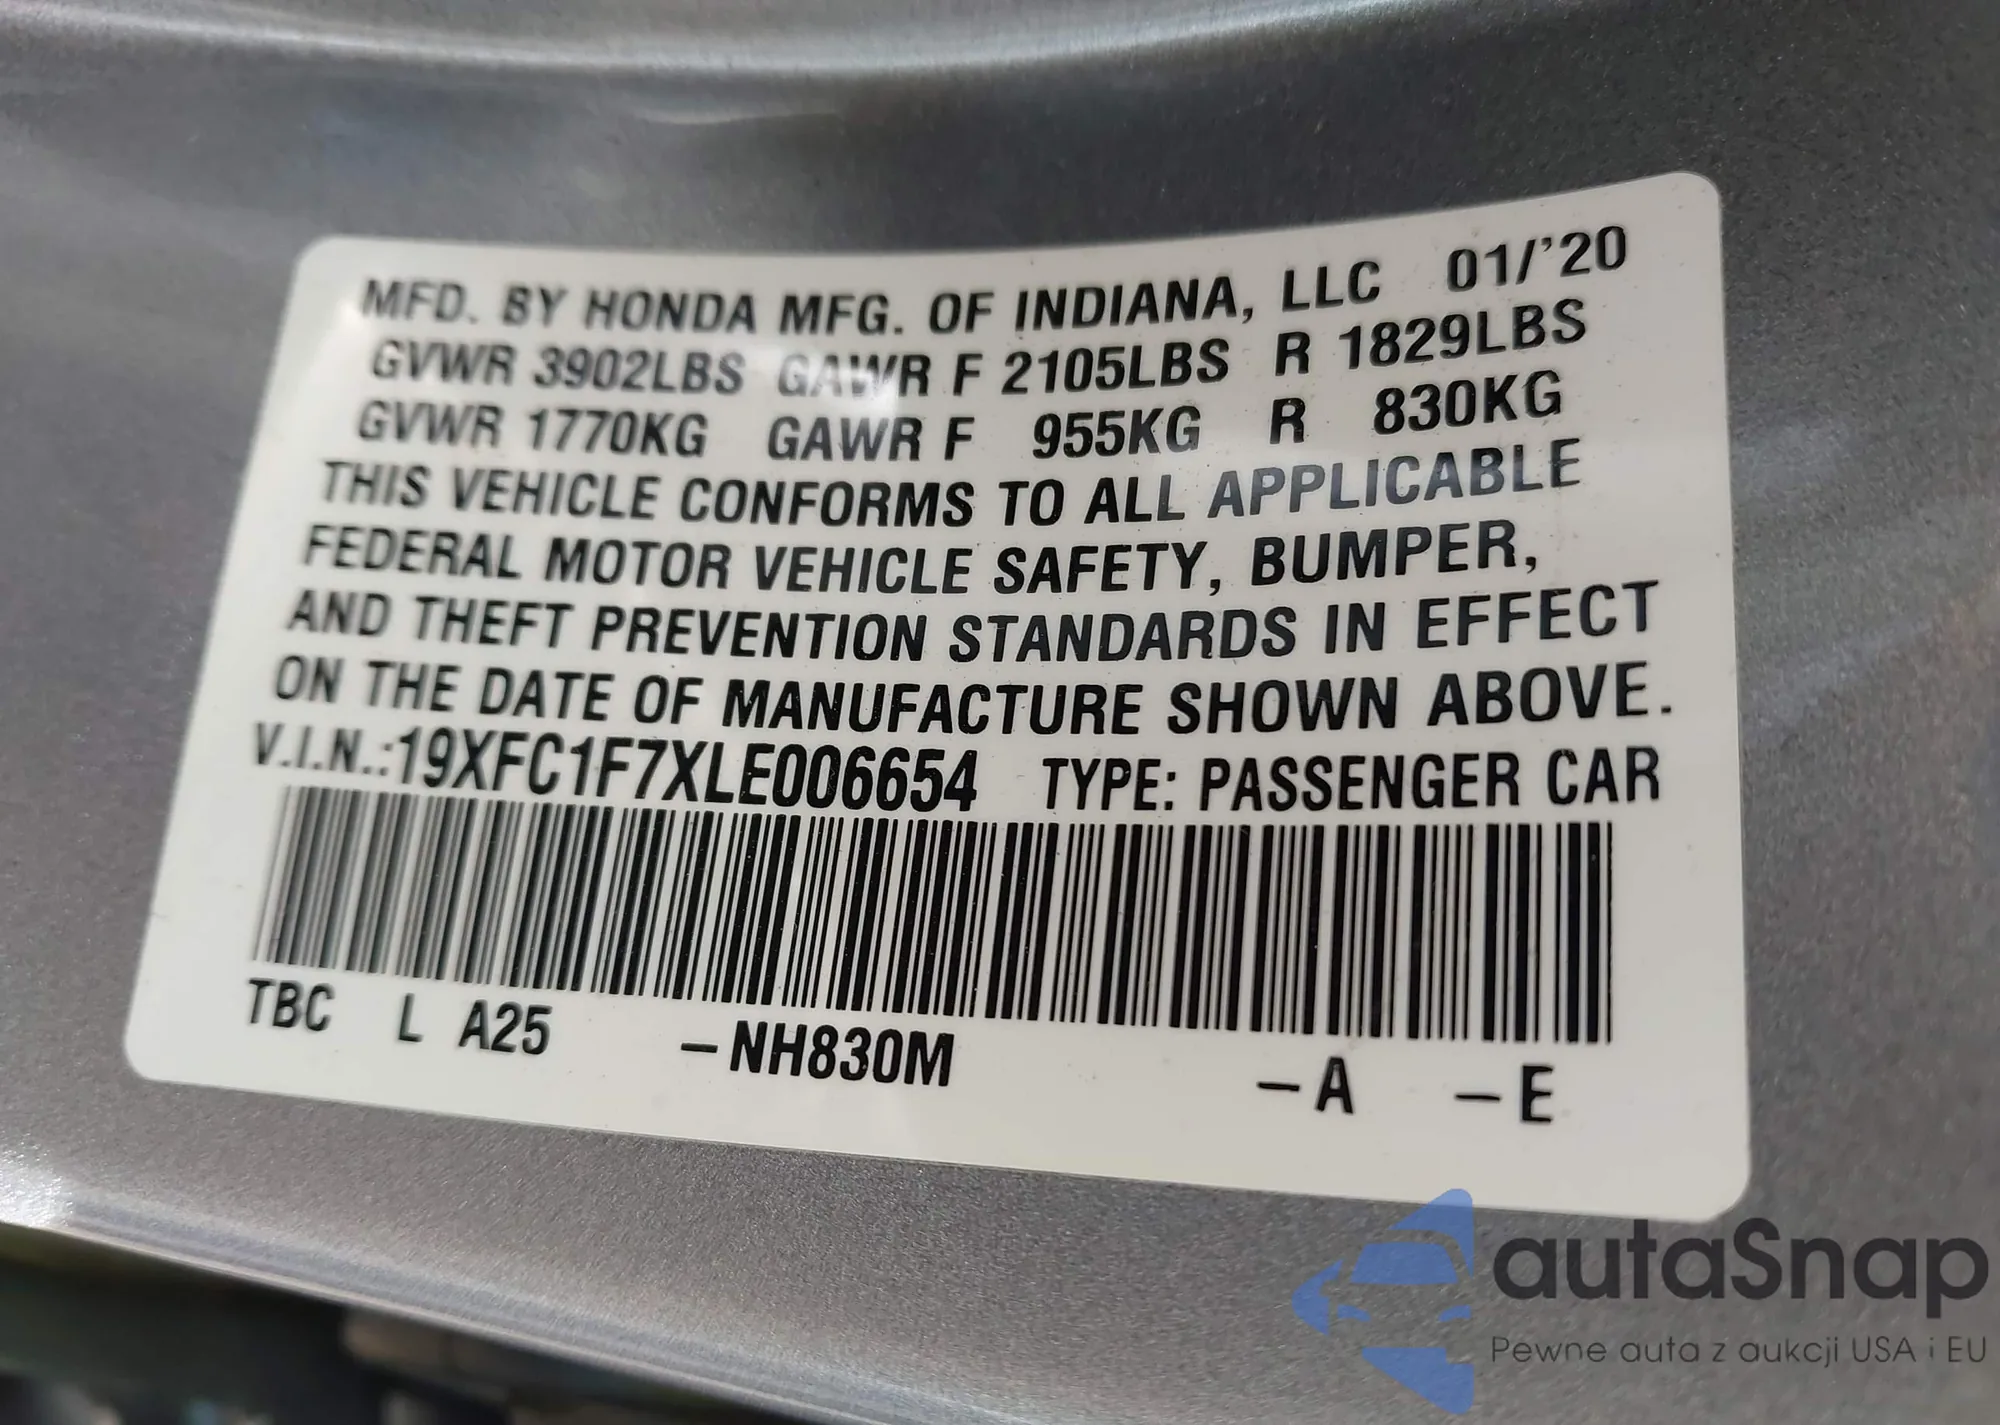 MFD. BY HONDA MFG. OF INDIANA, LLC 01/'20
GVWR 3902LBS GAWR F 2105LBS R 1829LBS
GVWR 1770KG GAWR F 955KG R 830KG
THIS VEHICLE CONFORMS TO ALL APPLICABLE
FEDERAL MOTOR VEHICLE SAFETY, BUMPER,
AND THEFT PREVENTION STANDARDS IN EFFECT
ON THE DATE OF MANUFACTURE SHOWN ABOVE.
V.I.N.:19XFC1F7XLE006654 TYPE: PASSENGER CAR
TBC L A25 –NH830M –A –E
autaSnap
Pewne auta z aukcji USA i EU